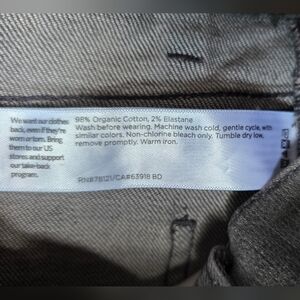 We want our clothes
back, even if they're
worn or torn. Bring
them to our US
stores and support
our take-back
program.
98% Organic Cotton, 2% Elastane
Wash before wearing. Machine wash cold, gentle cycle, with
similar colors. Non-chlorine bleach only. Tumble dry low,
remove promptly. Warm iron.
RN#78121/CA#63918 BD